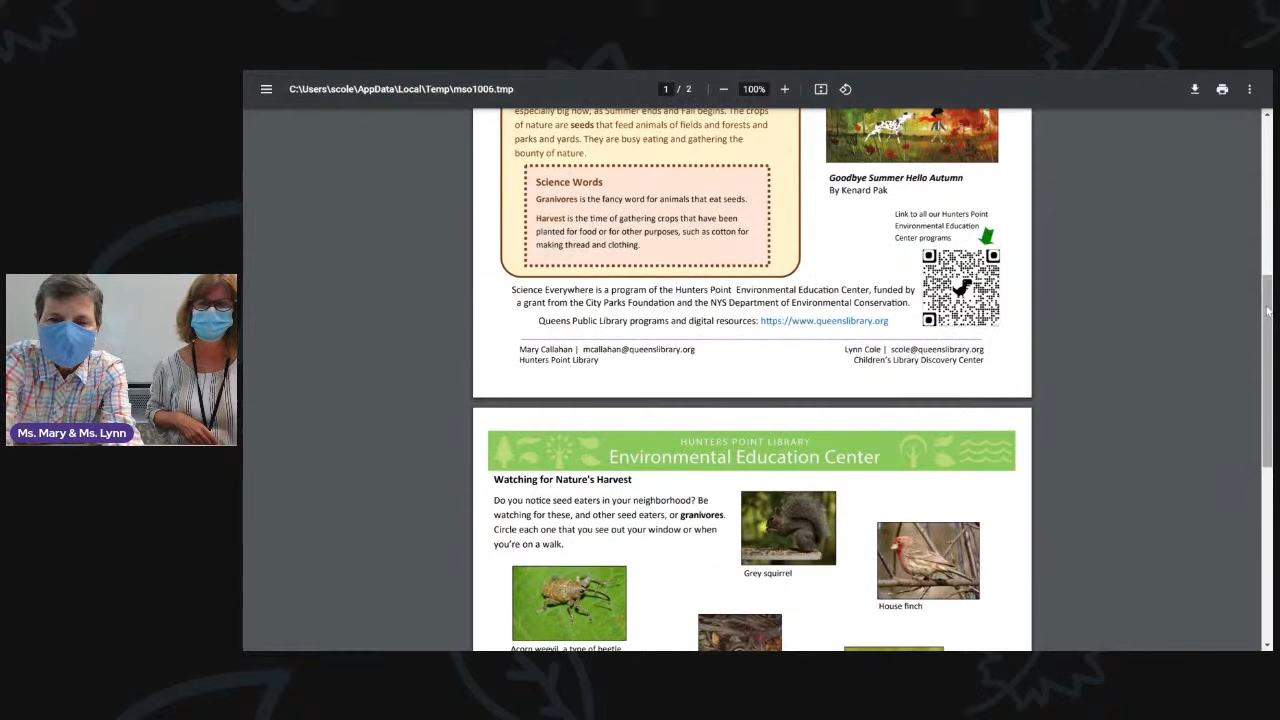 C:\Users\scole\AppData\Local\Temp\mso1006.tmp
1 / 2
100%
especially big now, as Summer ends and Fall begins. The crops
of nature are seeds that feed animals of fields and forests and
parks and yards. They are busy eating and gathering the
bounty of nature.
Science Words
Granivores is the fancy word for animals that eat seeds.
Harvest is the time of gathering crops that have been
planted for food or for other purposes, such as cotton for
making thread and clothing.
Goodbye Summer Hello Autumn
By Kenard Pak
Link to all our Hunters Point
Environmental Education
Center programs
Science Everywhere is a program of the Hunters Point Environmental Education Center, funded by
a grant from the City Parks Foundation and the NYS Department of Environmental Conservation.
Queens Public Library programs and digital resources: https://www.queenslibrary.org
Mary Callahan | mcallahan@queenslibrary.org
Hunters Point Library
Lynn Cole | scole@queenslibrary.org
Children's Library Discovery Center
Ms. Mary & Ms. Lynn
HUNTERS POINT LIBRARY
Environmental Education Center
Watching for Nature's Harvest
Do you notice seed eaters in your neighborhood? Be
watching for these, and other seed eaters, or granivores.
Circle each one that you see out your window or when
you're on a walk.
Grey squirrel
House finch
Acorn weevil, a type of beetle